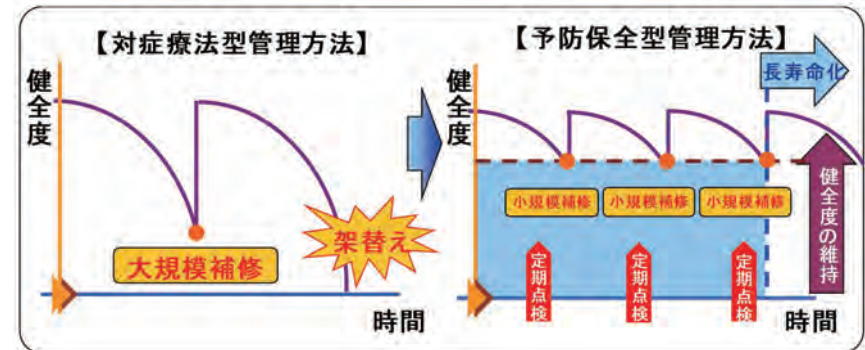 【対症療法型管理方法】
健全度
大規模補修
架替え
時間
【予防保全型管理方法】
長寿命化
健全度
小規模補修
小規模補修
小規模補修
健全度の維持
定期点検
定期点検
定期点検
時間